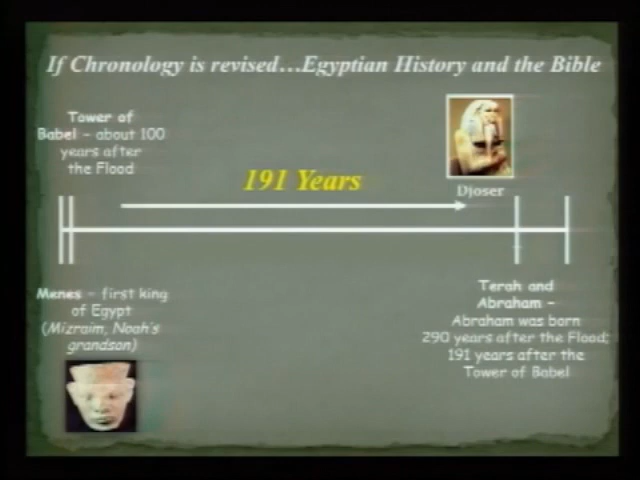 If Chronology is revised...Egyptian History and the Bible
Tower of
Babel – about 100
years after
the Flood
191 Years
Djoser
Menes – first king
of Egypt
(Mizraim, Noah's
grandson)
Terah and
Abraham –
Abraham was born
290 years after the Flood;
191 years after the
Tower of Babel